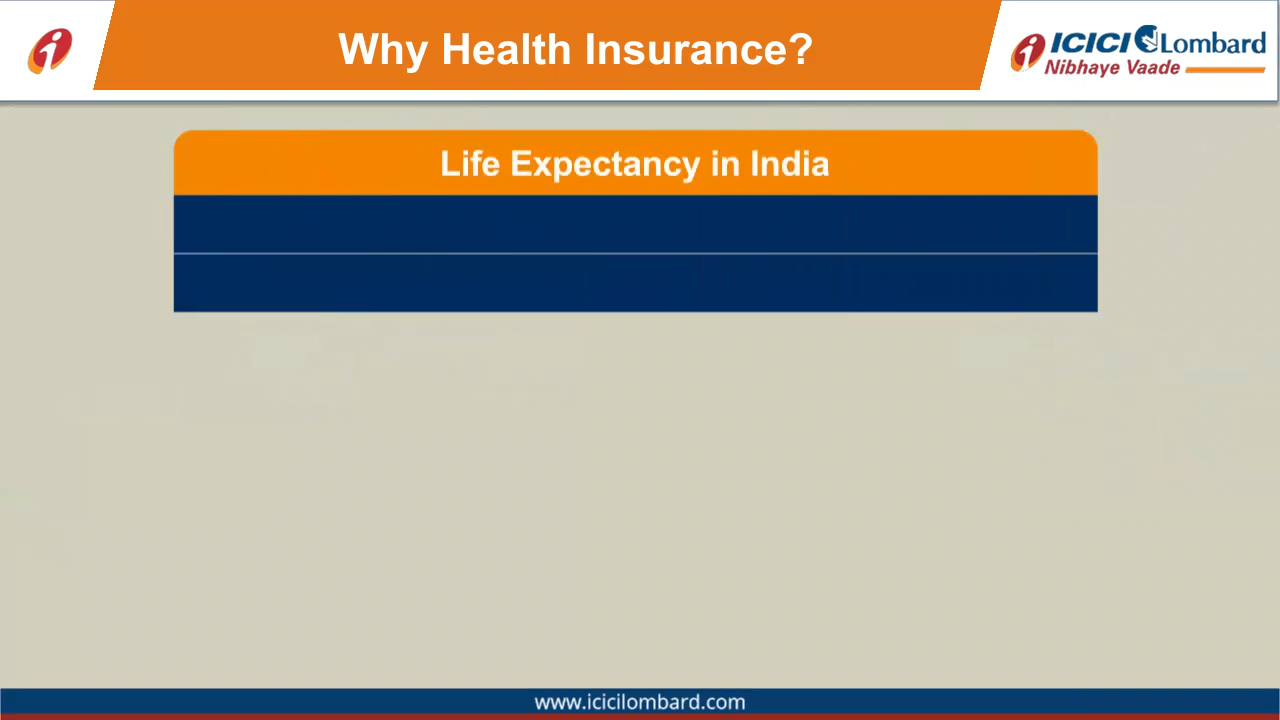 Why Health Insurance?
ICICI Lombard
Nibhaye Vaade
Life Expectancy in India
www.icicilombard.com